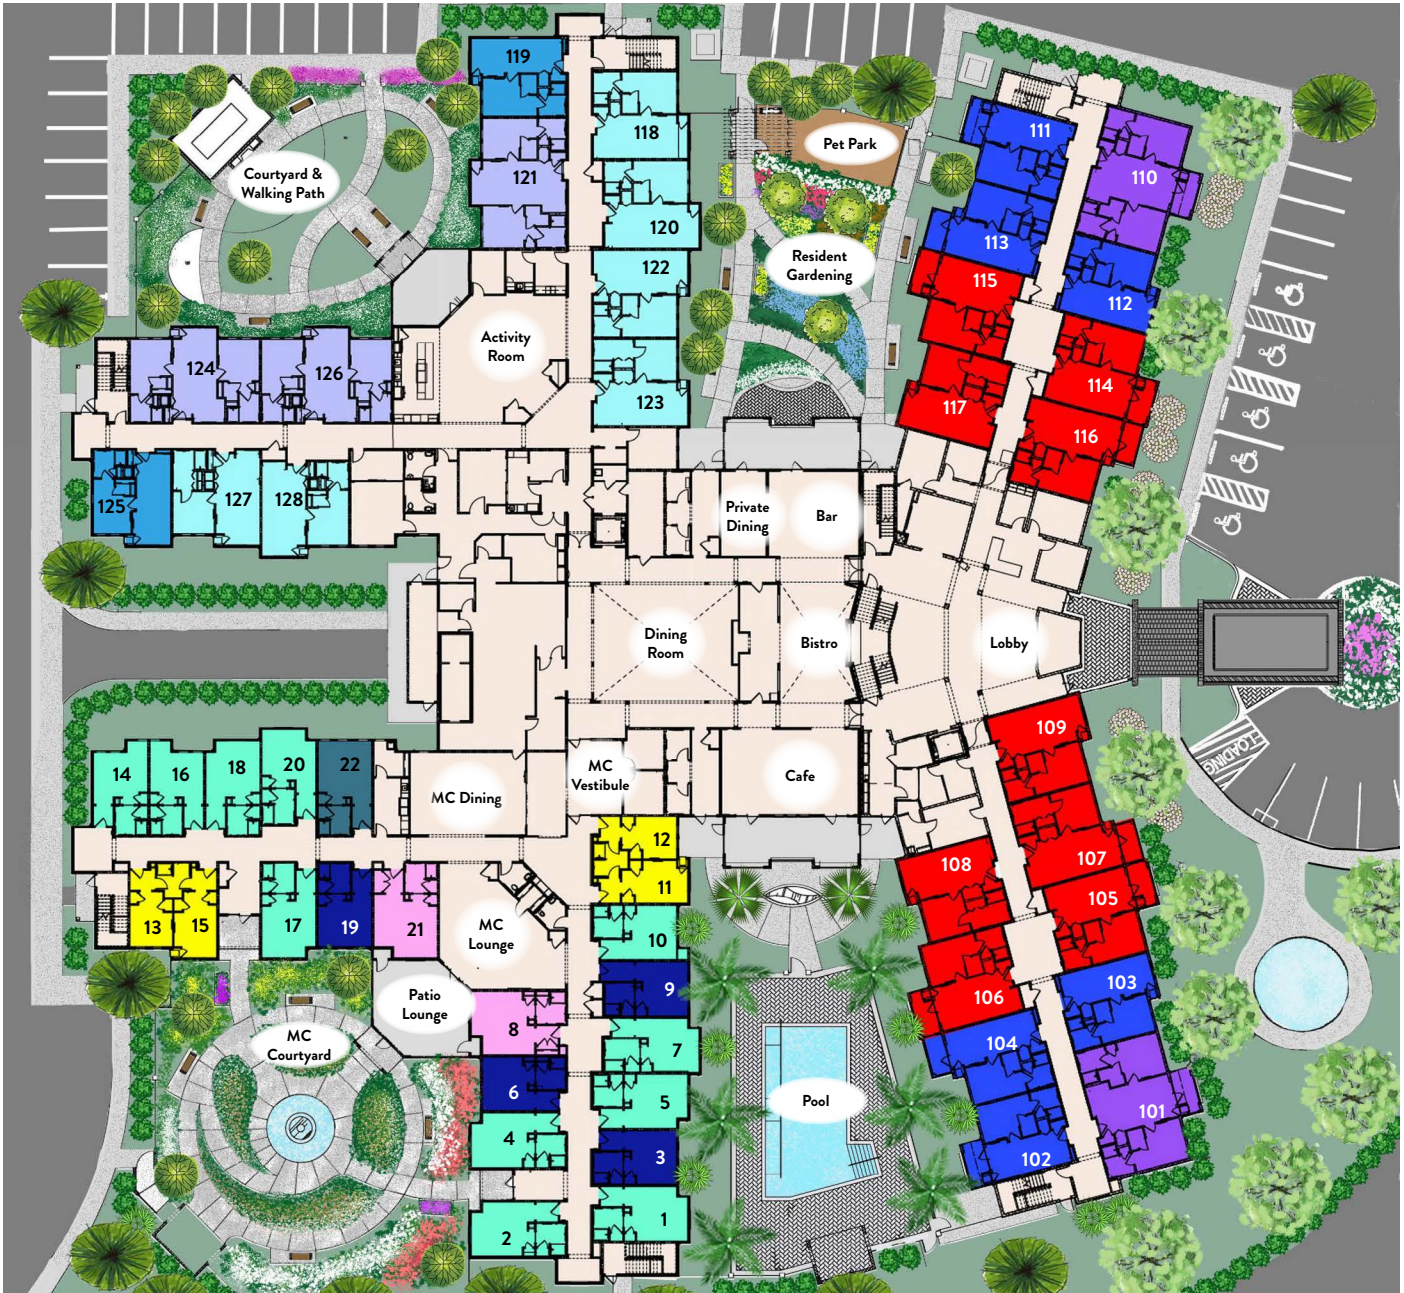 119
118
111
Pet Park
121
110
Courtyard &
Walking Path
120
113
Resident
Gardening
122
115
112
Activity
Room
124
126
114
123
117
116
125
127
128
Private
Dining
Bar
Dining
Room
Bistro
Lobby
109
LOADING
14
16
18
20
22
MC Dining
MC
Vestibule
Cafe
12
108
107
11
105
13
15
17
19
21
MC
Lounge
10
Patio
Lounge
9
106
103
8
MC
Courtyard
7
104
6
5
Pool
101
4
3
102
2
1